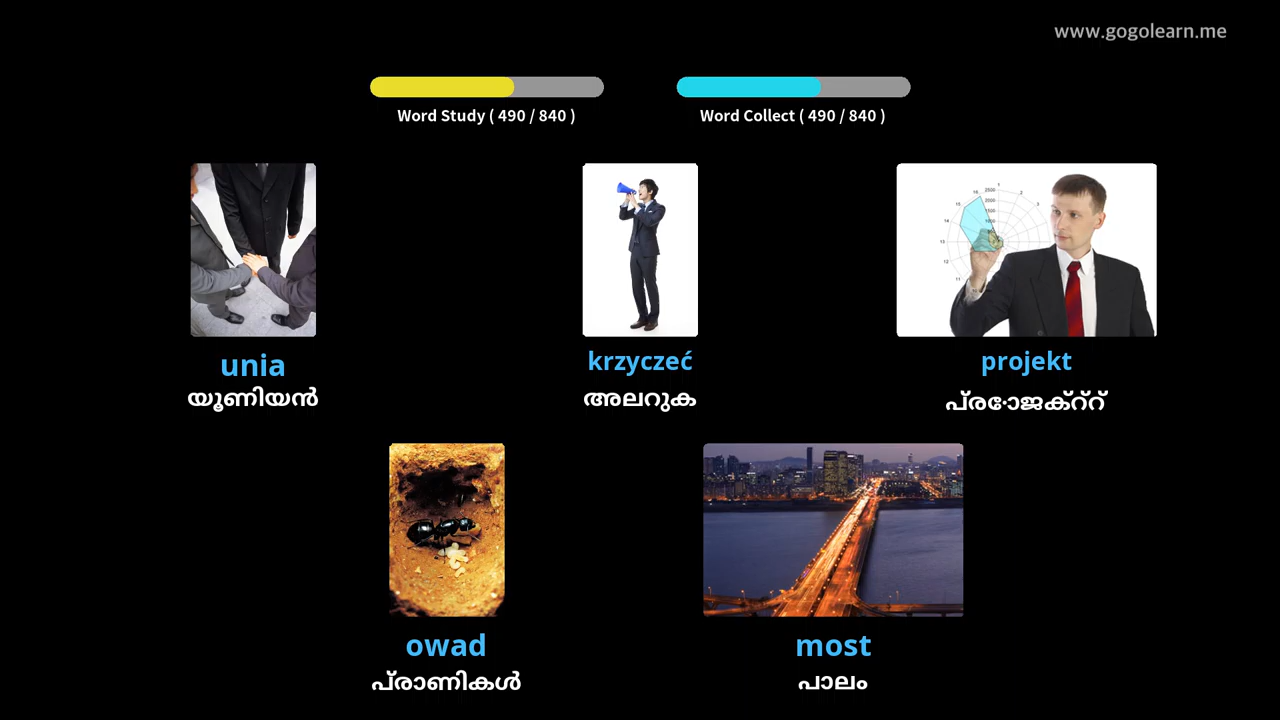 www.gogolearn.me
Word Study ( 490 / 840 )
Word Collect ( 490 / 840 )
unia
krzyczeć
projekt
യൂണിയൻ
അലറുക
പ്രോജക്റ്റ്
owad
most
പ്രാണികൾ
പാലം